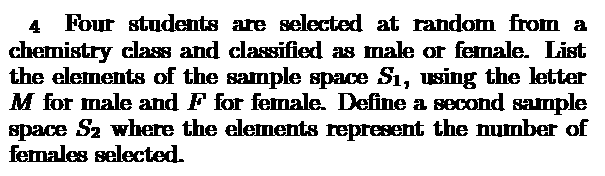 4 Four students are selected at random from a
chemistry class and classified as male or female. List
the elements of the sample space S₁, using the letter
M for male and F for female. Define a second sample
space S₂ where the elements represent the number of
females selected.